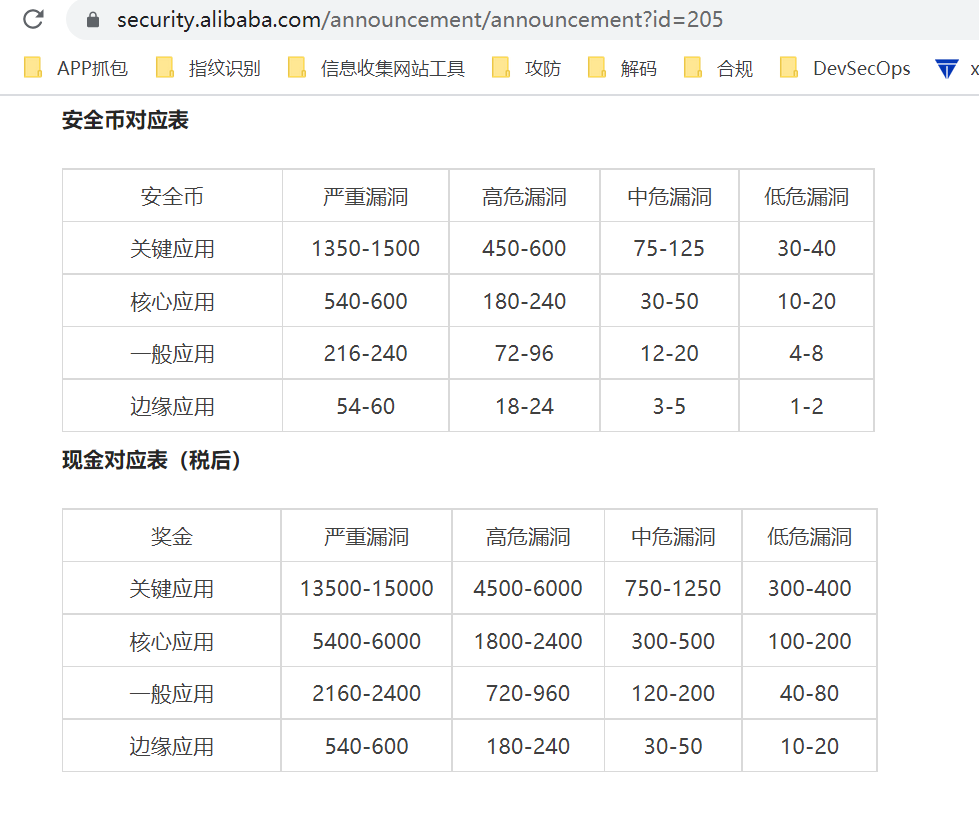 security.alibaba.com/announcement/announcement?id=205
APP抓包 指纹识别 信息收集网站工具 攻防 解码 合规 DevSecOps x
安全币对应表
安全币 严重漏洞 高危漏洞 中危漏洞 低危漏洞
关键应用 1350-1500 450-600 75-125 30-40
核心应用 540-600 180-240 30-50 10-20
一般应用 216-240 72-96 12-20 4-8
边缘应用 54-60 18-24 3-5 1-2
现金对应表（税后）
奖金 严重漏洞 高危漏洞 中危漏洞 低危漏洞
关键应用 13500-15000 4500-6000 750-1250 300-400
核心应用 5400-6000 1800-2400 300-500 100-200
一般应用 2160-2400 720-960 120-200 40-80
边缘应用 540-600 180-240 30-50 10-20